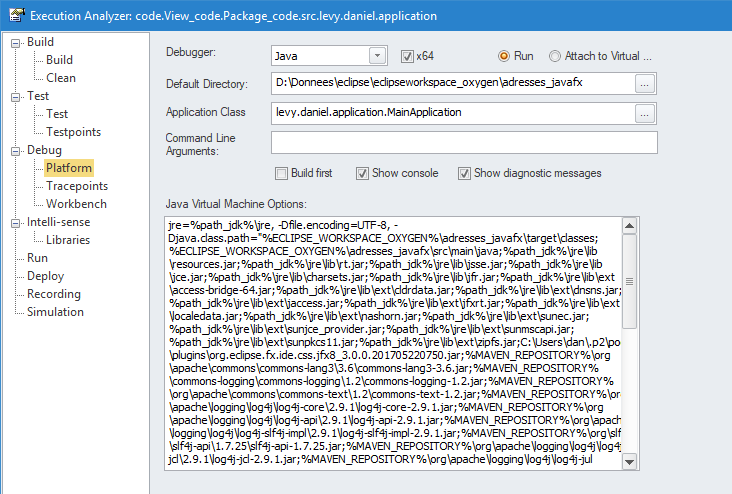 Execution Analyzer: code.View_code.Package_code.src.levy.daniel.application
Build
Build
Clean
Test
Test
Testpoints
Debug
Platform
Tracepoints
Workbench
Intelli-sense
Libraries
Run
Deploy
Recording
Simulation
Debugger: Java x64 Run Attach to Virtual ...
Default Directory: D:\Donnees\eclipse\eclipseworkspace_oxygen\adresses_javafx ...
Application Class levy.daniel.application.MainApplication ...
Command Line
Arguments:
Build first Show console Show diagnostic messages
Java Virtual Machine Options:
jre=%path_jdk%\jre, -Dfile.encoding=UTF-8, -
Djava.class.path="%ECLIPSE_WORKSPACE_OXYGEN%\adresses_javafx\target\classes;
%ECLIPSE_WORKSPACE_OXYGEN%\adresses_javafx\src\main\java;%path_jdk%\jre\lib
\resources.jar;%path_jdk%\jre\lib\rt.jar;%path_jdk%\jre\lib\jsse.jar;%path_jdk%\jre\lib
\jce.jar;%path_jdk%\jre\lib\charsets.jar;%path_jdk%\jre\lib\jfr.jar;%path_jdk%\jre\lib\ext
\access-bridge-64.jar;%path_jdk%\jre\lib\ext\cldrdata.jar;%path_jdk%\jre\lib\ext\dnsns.jar;
%path_jdk%\jre\lib\ext\jaccess.jar;%path_jdk%\jre\lib\ext\jfxrt.jar;%path_jdk%\jre\lib\ext
\localedata.jar;%path_jdk%\jre\lib\ext\nashorn.jar;%path_jdk%\jre\lib\ext\sunec.jar;
%path_jdk%\jre\lib\ext\sunjce_provider.jar;%path_jdk%\jre\lib\ext\sunmscapi.jar;
%path_jdk%\jre\lib\ext\sunpkcs11.jar;%path_jdk%\jre\lib\ext\zipfs.jar;C:\Users\dan\.p2\po
\plugins\org.eclipse.fx.ide.css.jfx8_3.0.0.201705220750.jar;%MAVEN_REPOSITORY%\org
\apache\commons\commons-lang3\3.6\commons-lang3-3.6.jar;%MAVEN_REPOSITORY%
\commons-logging\commons-logging\1.2\commons-logging-1.2.jar;%MAVEN_REPOSITORY%
\org\apache\commons\commons-text\1.2\commons-text-1.2.jar;%MAVEN_REPOSITORY%\or
apache\logging\log4j\log4j-core\2.9.1\log4j-core-2.9.1.jar;%MAVEN_REPOSITORY%\org
\apache\logging\log4j\log4j-api\2.9.1\log4j-api-2.9.1.jar;%MAVEN_REPOSITORY%\org\apac
\logging\log4j\log4j-slf4j-impl\2.9.1\log4j-slf4j-impl-2.9.1.jar;%MAVEN_REPOSITORY%\org\slf
\slf4j-api\1.7.25\slf4j-api-1.7.25.jar;%MAVEN_REPOSITORY%\org\apache\logging\log4j\log4j
jcl\2.9.1\log4j-jcl-2.9.1.jar;%MAVEN_REPOSITORY%\org\apache\logging\log4j\log4j-jul